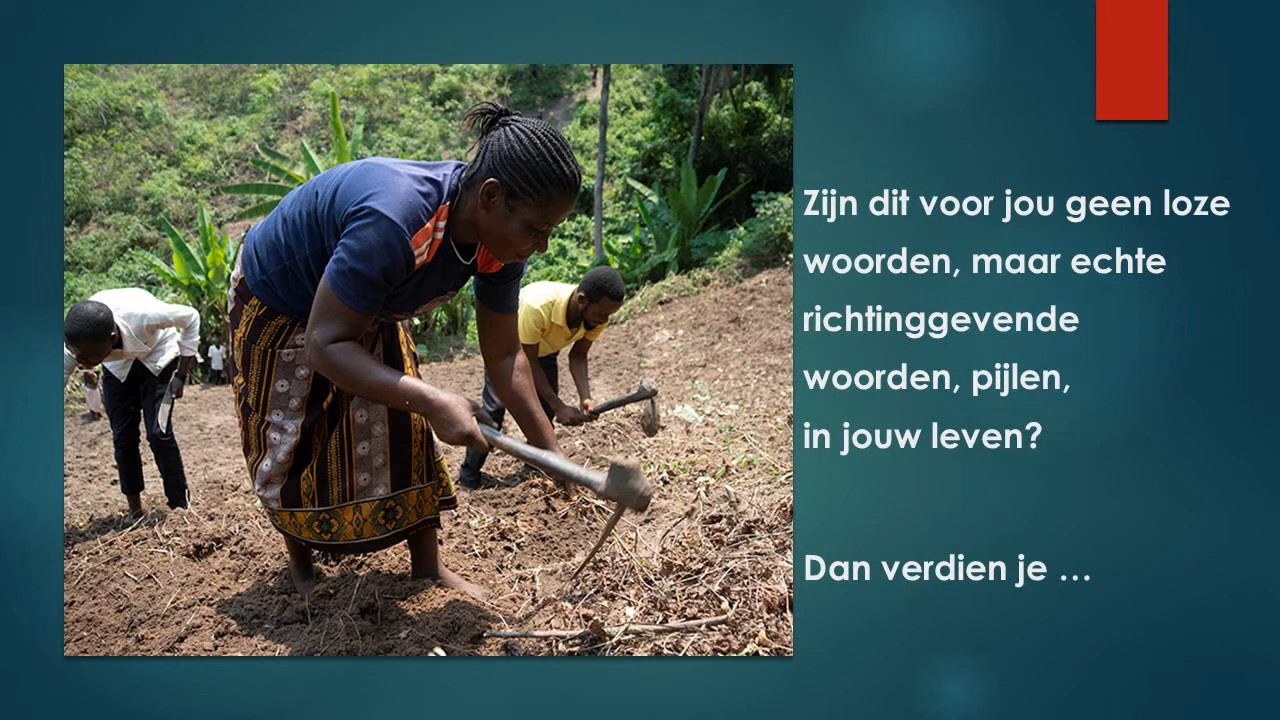 Zijn dit voor jou geen loze
woorden, maar echte
richtinggevende
woorden, pijlen,
in jouw leven?
Dan verdien je …